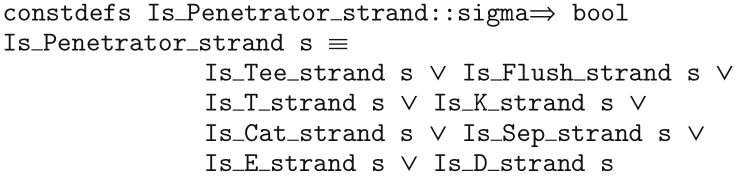 constdefs Is_Penetrator_strand::sigma⇒ bool
Is_Penetrator_strand s ≡
Is_Tee_strand s ∨ Is_Flush_strand s ∨
Is_T_strand s ∨ Is_K_strand s ∨
Is_Cat_strand s ∨ Is_Sep_strand s ∨
Is_E_strand s ∨ Is_D_strand s